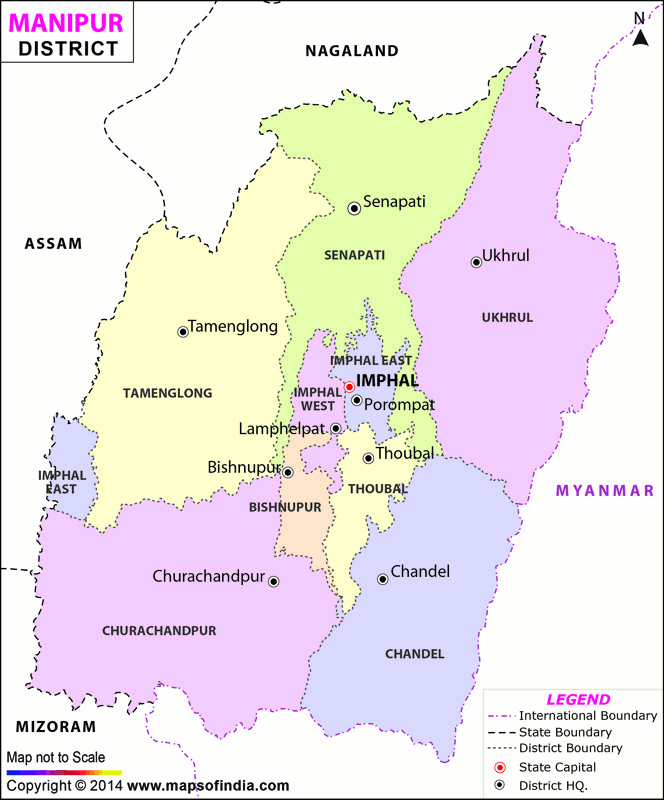 MANIPUR
DISTRICT
N
NAGALAND
Senapati
ASSAM
SENAPATI
Ukhrul
UKHRUL
Tamenglong
IMPHAL EAST
IMPHAL
TAMENGLONG
IMPHAL
WEST
Porompat
Lamphelpat
Thoubal
Bishnupur
IMPHAL
EAST
THOUBAL
MYANMAR
BISHNUPUR
Churachandpur
Chandel
CHURACHANDPUR
CHANDEL
MIZORAM
LEGEND
International Boundary
State Boundary
District Boundary
State Capital
District HQ.
Map not to Scale
Copyright © 2014 www.mapsofindia.com